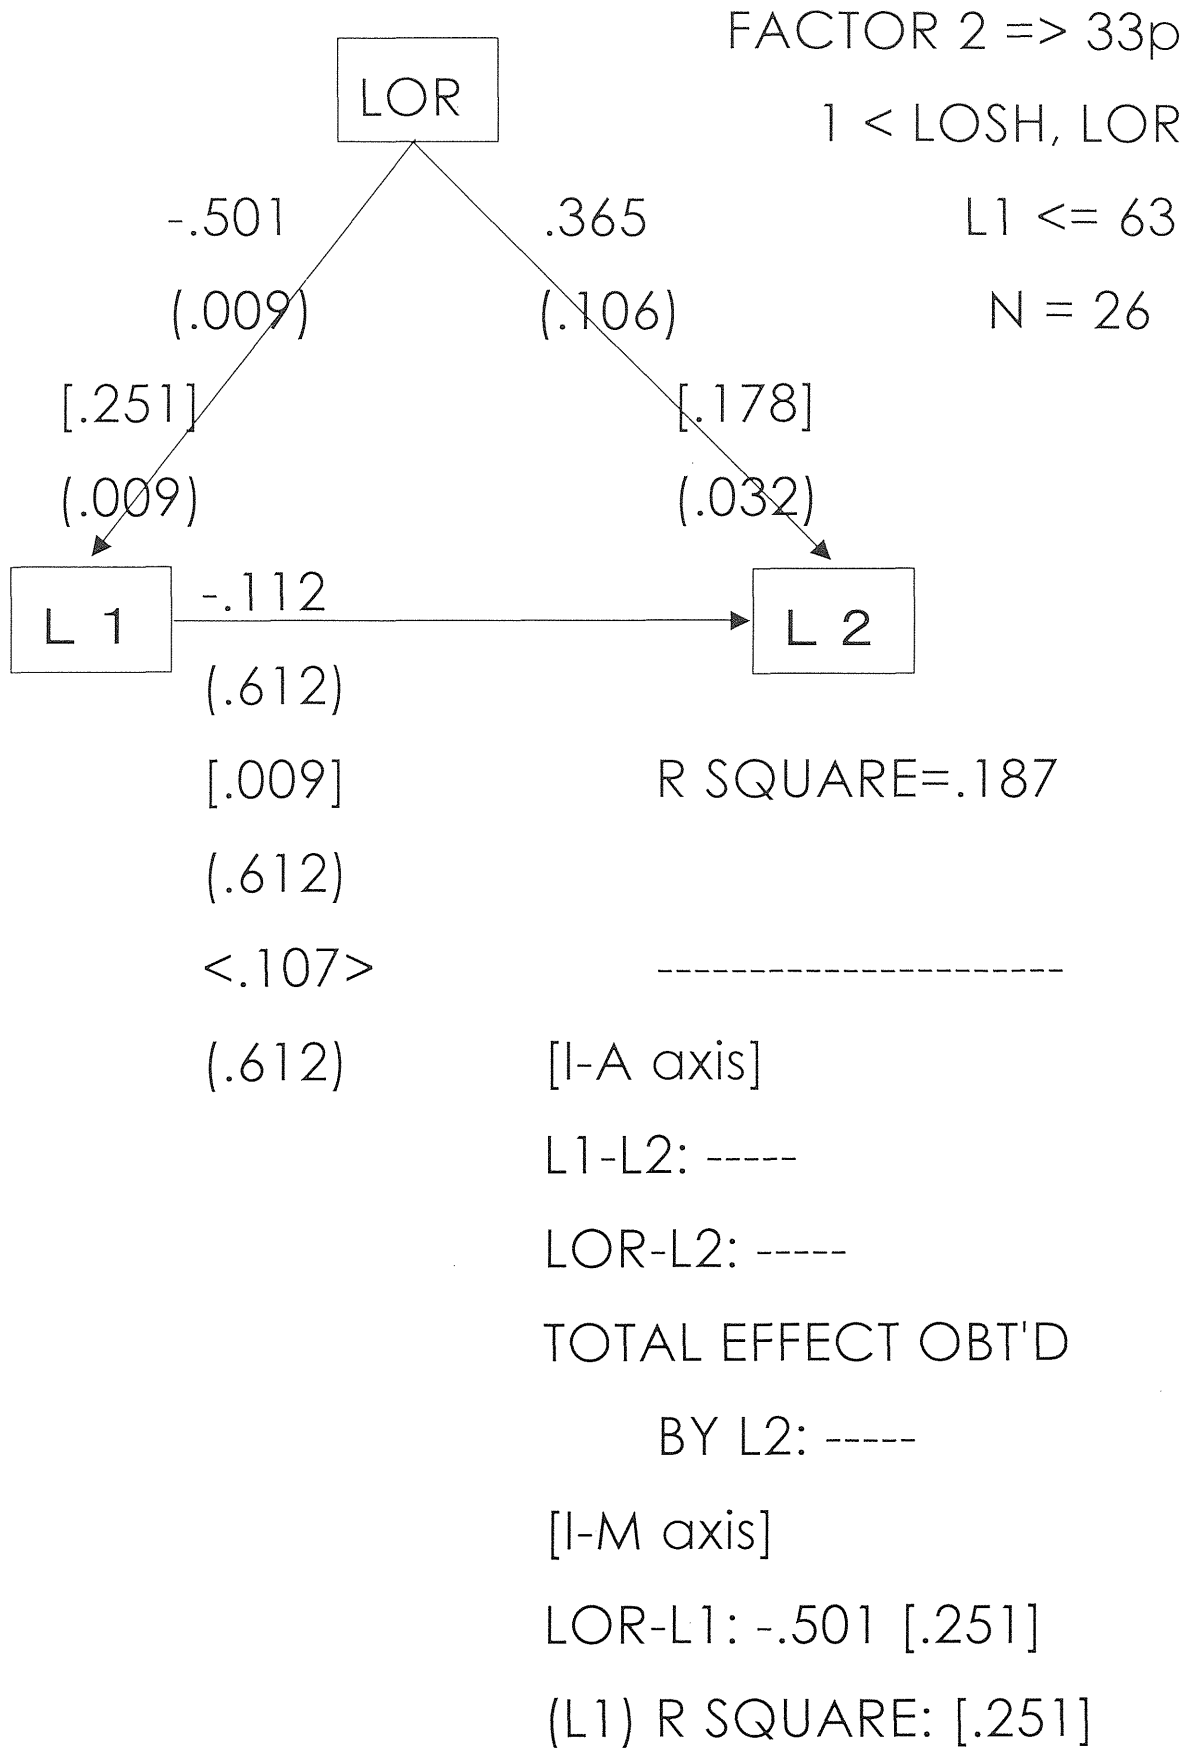 FACTOR 2 => 33p
LOR
1 < LOSH, LOR
-.501 .365 L1 <= 63
(.009) (.106) N = 26
[.251] [.178]
(.009) (.032)
-.112
L 1 L 2
(.612)
[.009] R SQUARE=.187
(.612)
<.107> ----------------------
(.612) [I-A axis]
L1-L2: -----
LOR-L2: -----
TOTAL EFFECT OBT'D
BY L2: -----
[I-M axis]
LOR-L1: -.501 [.251]
(L1) R SQUARE: [.251]